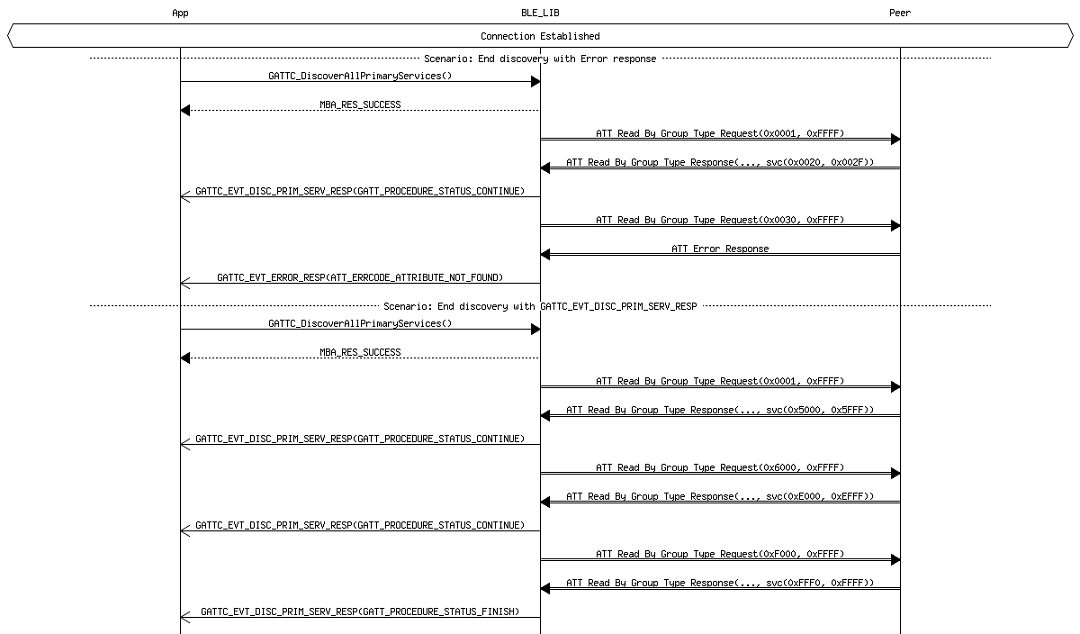 App BLE_LIB Peer
Connection Established
Scenario: End discovery with Error response
GATTC_DiscoverAllPrimaryServices()
MBA_RES_SUCCESS
ATT Read By Group Type Request(0x0001, 0xFFFF)
ATT Read By Group Type Response(..., svc(0x0020, 0x002F))
GATTC_EVT_DISC_PRIM_SERV_RESP(GATT_PROCEDURE_STATUS_CONTINUE)
ATT Read By Group Type Request(0x0030, 0xFFFF)
ATT Error Response
GATTC_EVT_ERROR_RESP(ATT_ERRCODE_ATTRIBUTE_NOT_FOUND)
Scenario: End discovery with GATTC_EVT_DISC_PRIM_SERV_RESP
GATTC_DiscoverAllPrimaryServices()
MBA_RES_SUCCESS
ATT Read By Group Type Request(0x0001, 0xFFFF)
ATT Read By Group Type Response(..., svc(0x5000, 0x5FFF))
GATTC_EVT_DISC_PRIM_SERV_RESP(GATT_PROCEDURE_STATUS_CONTINUE)
ATT Read By Group Type Request(0x6000, 0xFFFF)
ATT Read By Group Type Response(..., svc(0xE000, 0xEFFF))
GATTC_EVT_DISC_PRIM_SERV_RESP(GATT_PROCEDURE_STATUS_CONTINUE)
ATT Read By Group Type Request(0xF000, 0xFFFF)
ATT Read By Group Type Response(..., svc(0xFFF0, 0xFFFF))
GATTC_EVT_DISC_PRIM_SERV_RESP(GATT_PROCEDURE_STATUS_FINISH)